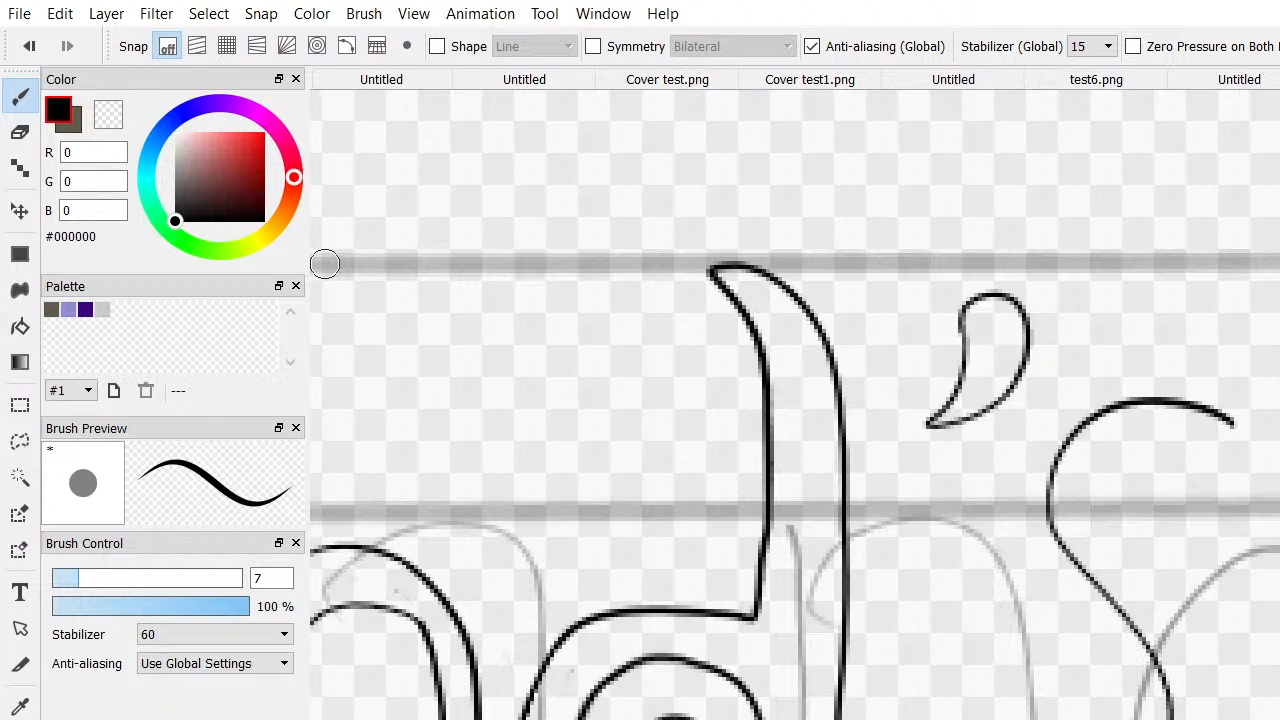 File Edit Layer Filter Select Snap Color Brush View Animation Tool Window Help
Snap off Shape Line Symmetry Bilateral Anti-aliasing (Global) Stabilizer (Global) 15 Zero Pressure on Both
Color
Untitled Untitled Cover test.png Cover test1.png Untitled test6.png Untitled
R 0
G 0
B 0
#000000
Palette
#1 ---
Brush Preview
*
Brush Control
7
100 %
Stabilizer 60
Anti-aliasing Use Global Settings